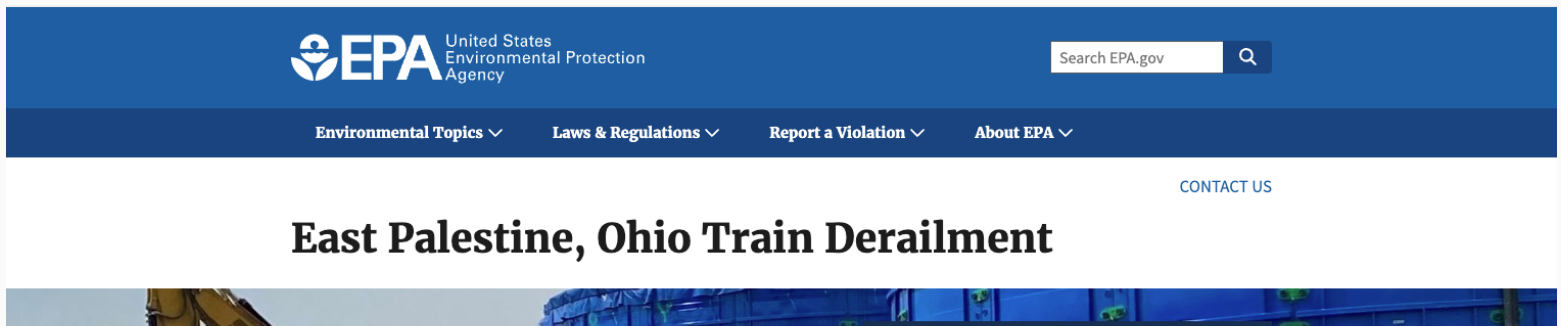 EPA
United States
Environmental Protection
Agency
Search EPA.gov
Environmental Topics
Laws & Regulations
Report a Violation
About EPA
CONTACT US
East Palestine, Ohio Train Derailment